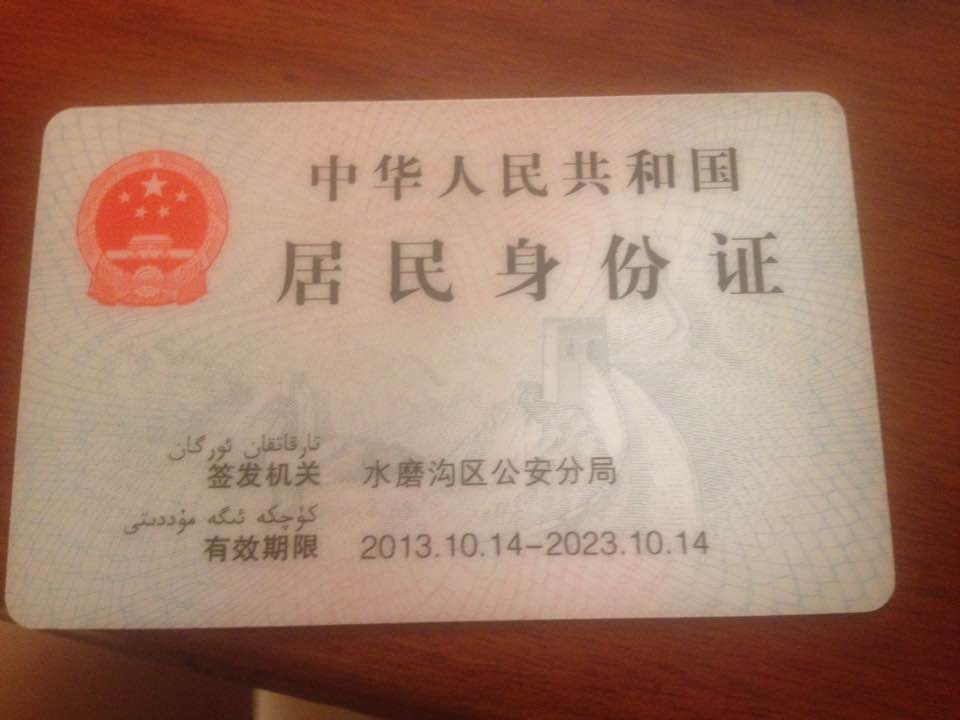 中华人民共和国
居民身份证
تارقاتقان ئورگان
签发机关 水磨沟区公安分局
كۈچكە ئىگە مۇددىتى
有效期限 2013.10.14-2023.10.14